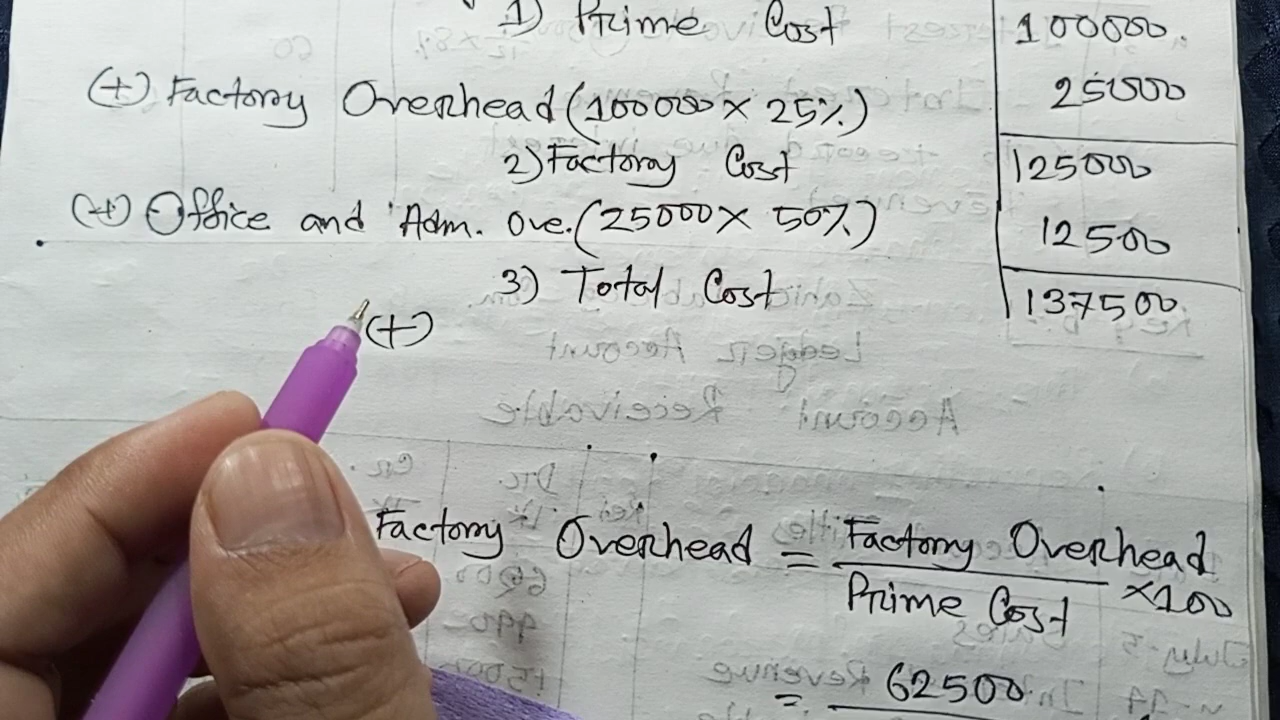 1) Prime Cost 100000.
(+) Factory Overhead (100000 × 25%) 25000
2) Factory Cost 125000
(+) Office and Adm. Ove. (25000 × 50%) 12500
3) Total Cost 137500.
(+)
Factory Overhead = Factory Overhead / Prime Cost × 100
= 62500